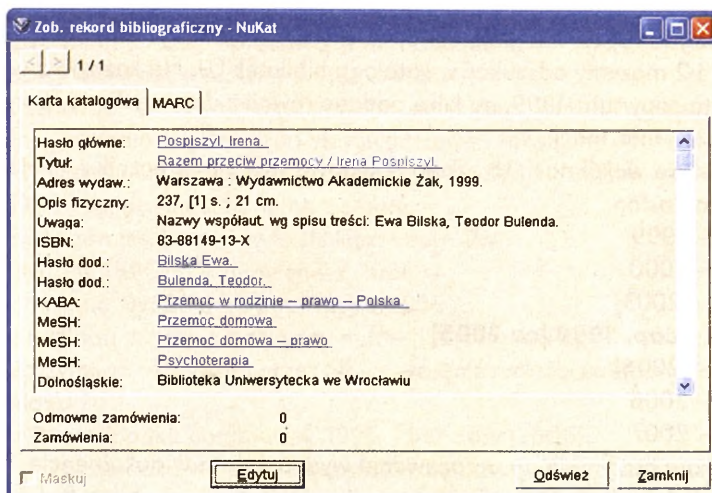 Zob. rekord bibliograficzny - NuKat
< > 1 / 1
Karta katalogowa MARC
Hasło główne: Pospiszyl, Irena.
Tytuł: Razem przeciw przemocy / Irena Pospiszyl.
Adres wydaw.: Warszawa : Wydawnictwo Akademickie Żak, 1999.
Opis fizyczny: 237, [1] s. ; 21 cm.
Uwaga: Nazwy współaut. wg spisu treści: Ewa Bilska, Teodor Bulenda.
ISBN: 83-88149-13-X
Hasło dod.: Bilska Ewa.
Hasło dod.: Bulenda, Teodor.
KABA: Przemoc w rodzinie -- prawo -- Polska
MeSH: Przemoc domowa
MeSH: Przemoc domowa -- prawo
MeSH: Psychoterapia
Dolnośląskie: Biblioteka Uniwersytecka we Wrocławiu
Odmowne zamówienia: 0
Zamówienia: 0
Maskuj Edytuj Odśwież Zamknij